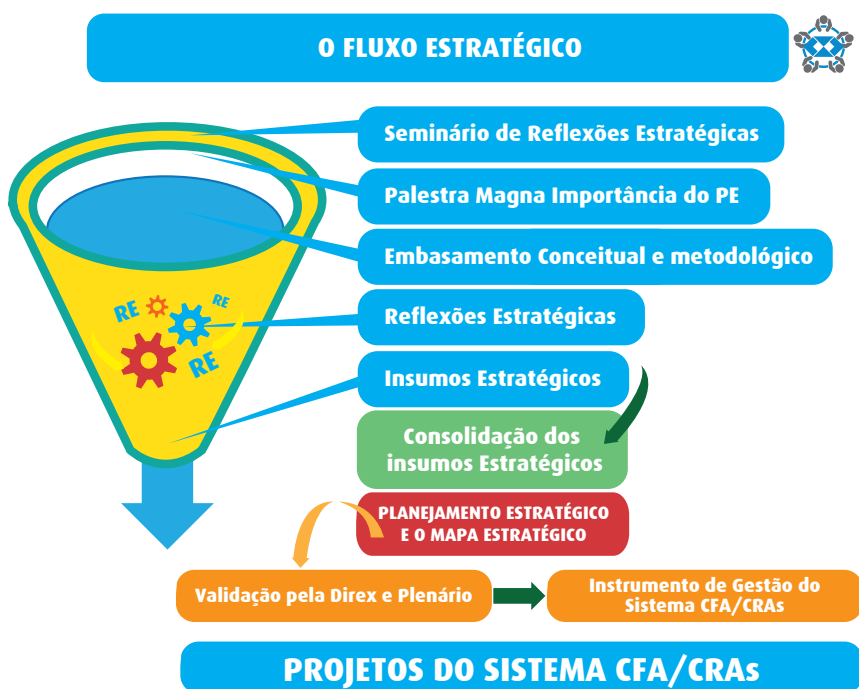 O FLUXO ESTRATÉGICO
Seminário de Reflexões Estratégicas
Palestra Magna Importância do PE
Embasamento Conceitual e metodológico
RE
RE
RE
Reflexões Estratégicas
Insumos Estratégicos
Consolidação dos
insumos Estratégicos
PLANEJAMENTO ESTRATÉGICO
E O MAPA ESTRATÉGICO
Validação pela Direx e Plenário
Instrumento de Gestão do
Sistema CFA/CRAs
PROJETOS DO SISTEMA CFA/CRAs